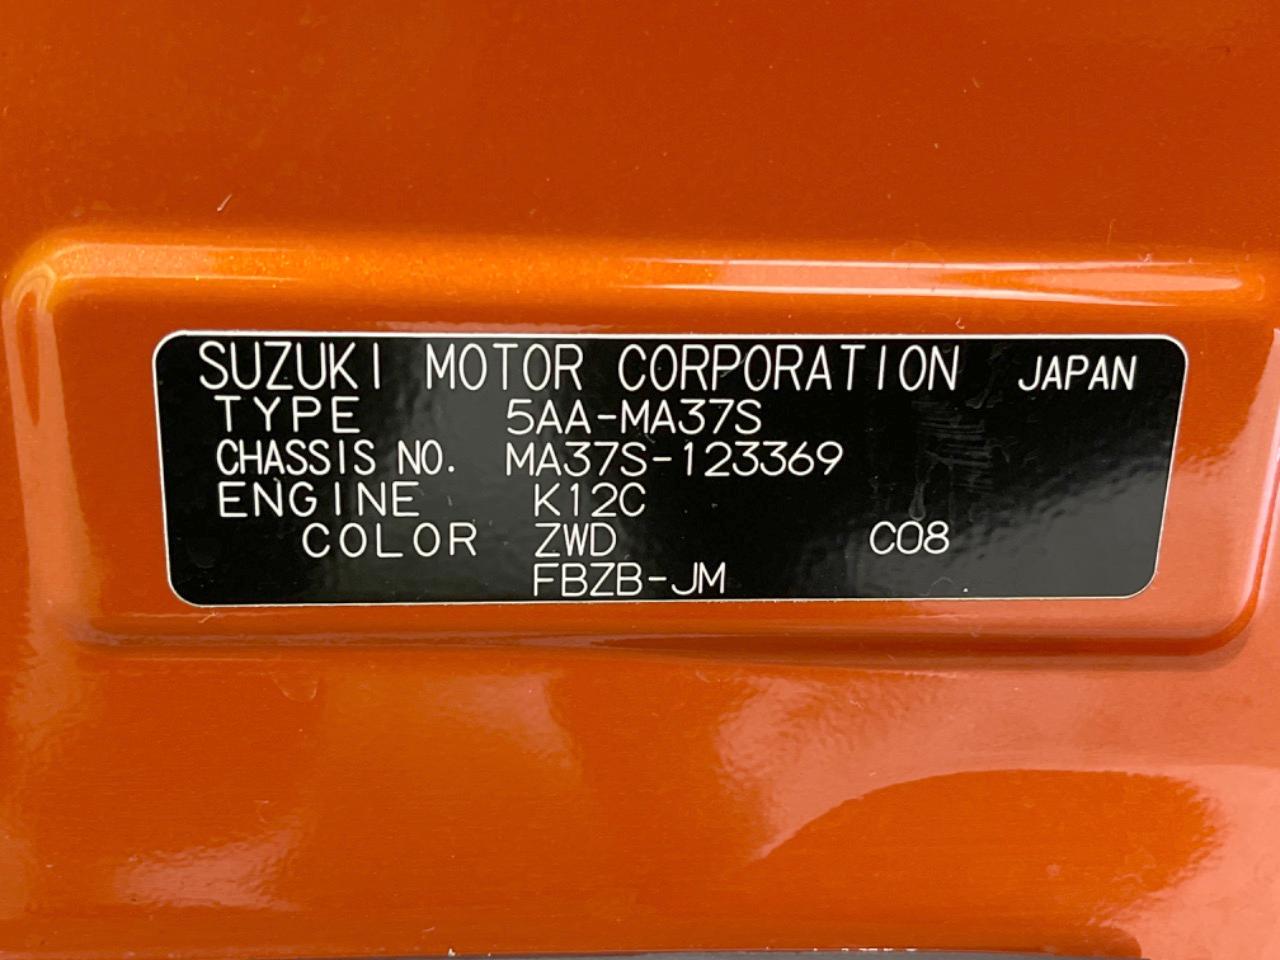 SUZUKI MOTOR CORPORATION JAPAN
TYPE 5AA-MA37S
CHASSIS NO. MA37S-123369
ENGINE K12C
COLOR ZWD C08
FBZB-JM